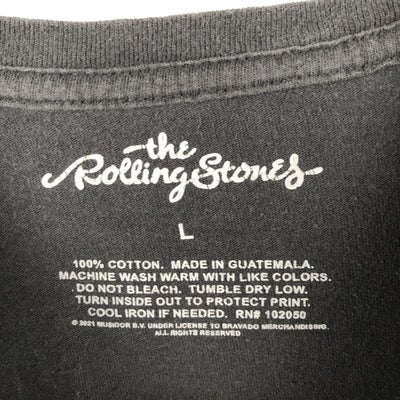 the
Rolling Stones
L
100% COTTON. MADE IN GUATEMALA.
MACHINE WASH WARM WITH LIKE COLORS.
DO NOT BLEACH. TUMBLE DRY LOW.
TURN INSIDE OUT TO PROTECT PRINT.
COOL IRON IF NEEDED. RN# 102050
© 2021 MUSIDOR B.V. UNDER LICENSE TO BRAVADO MERCHANDISING.
ALL RIGHTS RESERVED